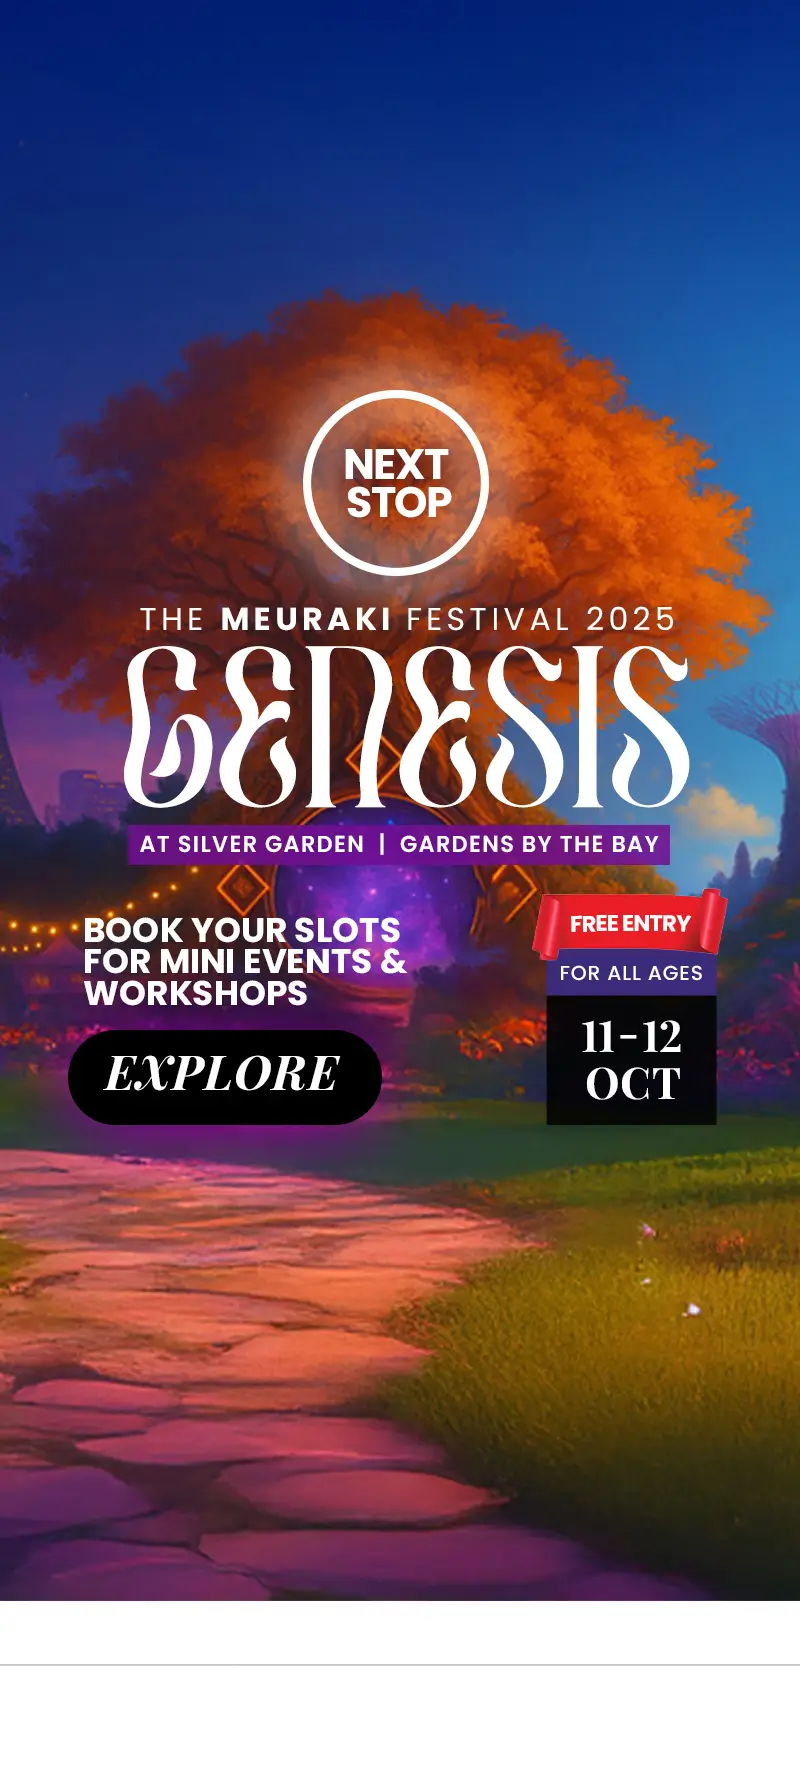 NEXT
STOP
THE MEURAKI FESTIVAL 2025
GENESIS
AT SILVER GARDEN | GARDENS BY THE BAY
BOOK YOUR SLOTS
FOR MINI EVENTS &
WORKSHOPS
EXPLORE
FREE ENTRY
FOR ALL AGES
11-12
OCT